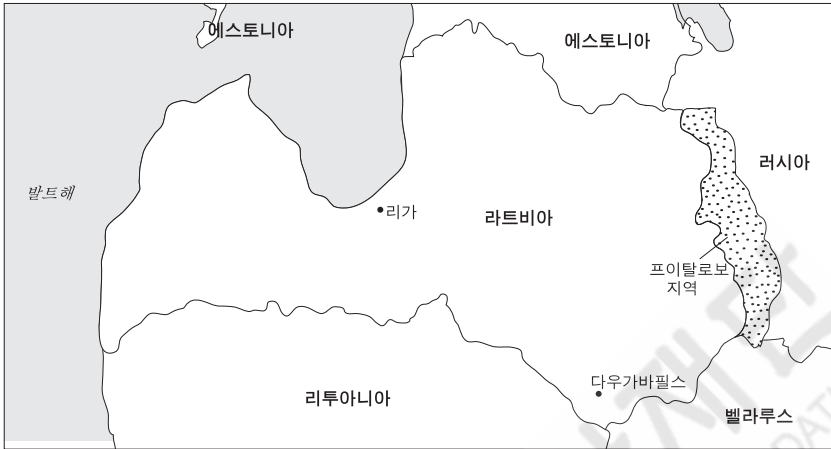 에스토니아
에스토니아
러시아
발트해
리가
라트비아
프이탈로보
지역
다우가바필스
리투아니아
벨라루스